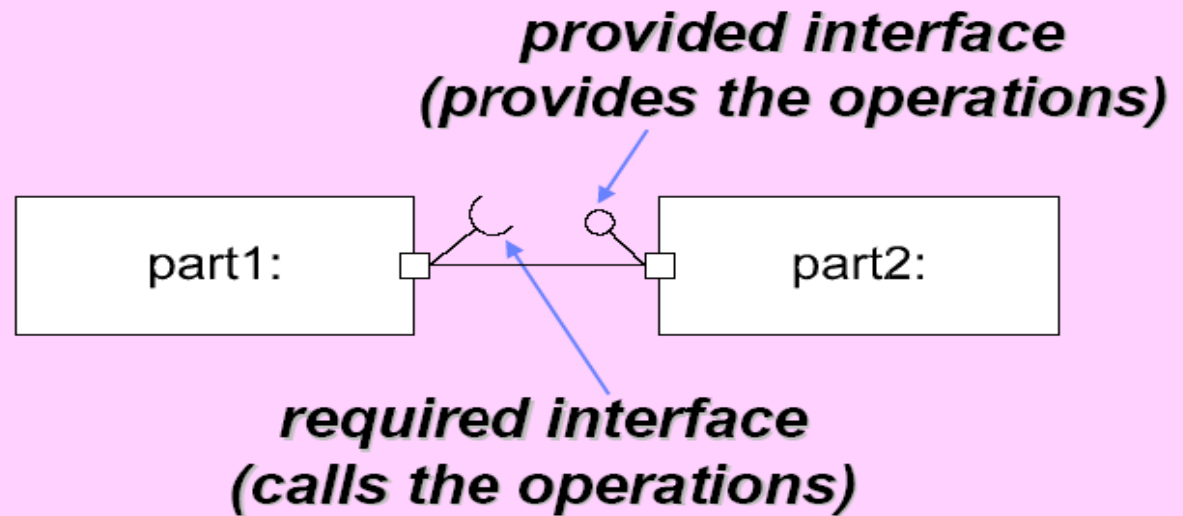 provided interface
(provides the operations)
part1:
part2:
required interface
(calls the operations)